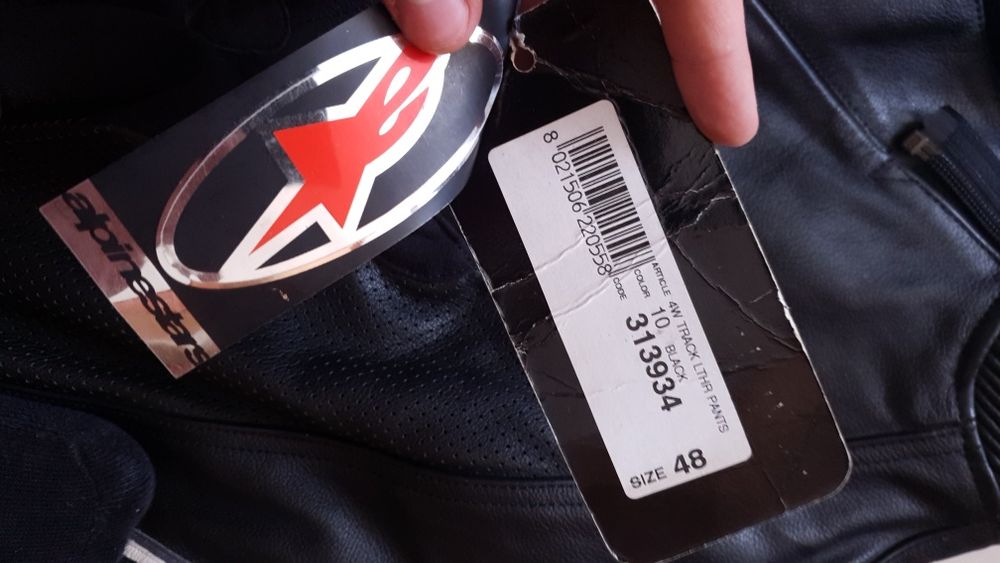 alpinestars
8 021506 220558
ARTICLE 4W TRACK LTHR PANTS
COLOR 10 BLACK
CODE 313934
SIZE 48